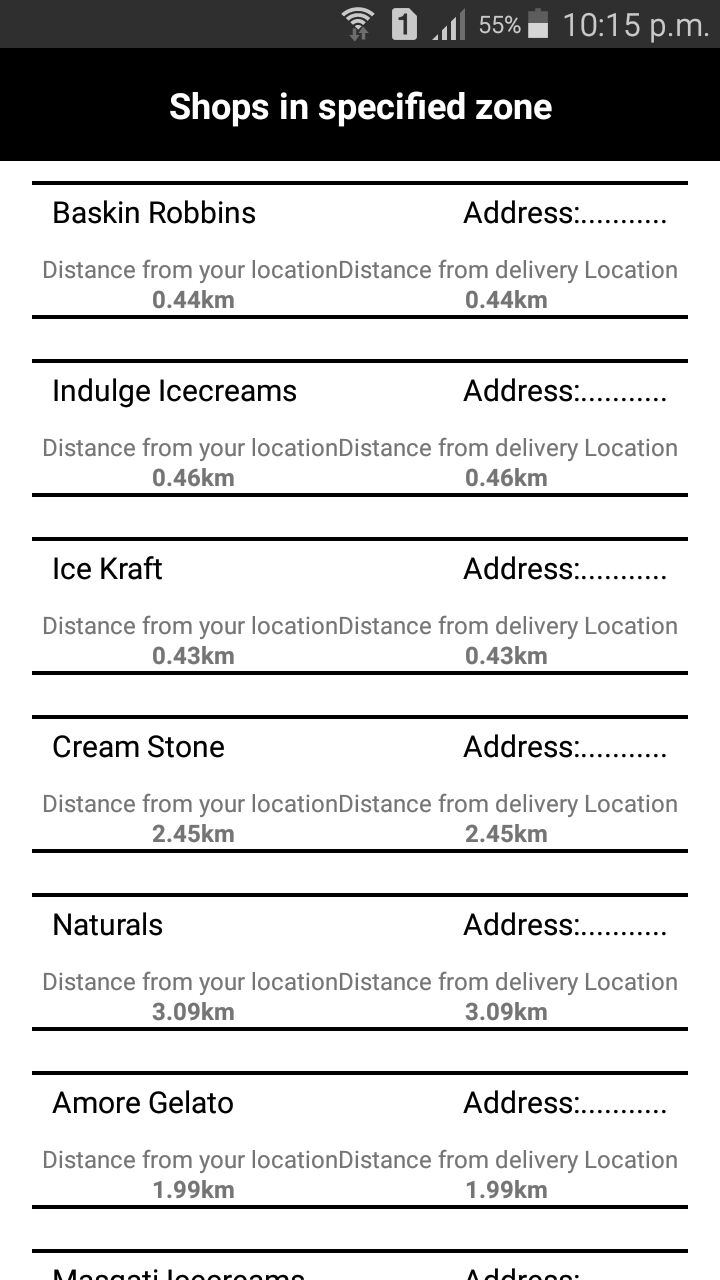 1 55% 10:15 p.m.
Shops in specified zone
Baskin Robbins Address:...........
Distance from your locationDistance from delivery Location
0.44km 0.44km
Indulge Icecreams Address:...........
Distance from your locationDistance from delivery Location
0.46km 0.46km
Ice Kraft Address:...........
Distance from your locationDistance from delivery Location
0.43km 0.43km
Cream Stone Address:...........
Distance from your locationDistance from delivery Location
2.45km 2.45km
Naturals Address:...........
Distance from your locationDistance from delivery Location
3.09km 3.09km
Amore Gelato Address:...........
Distance from your locationDistance from delivery Location
1.99km 1.99km
Masqati Icecreams Address:...........